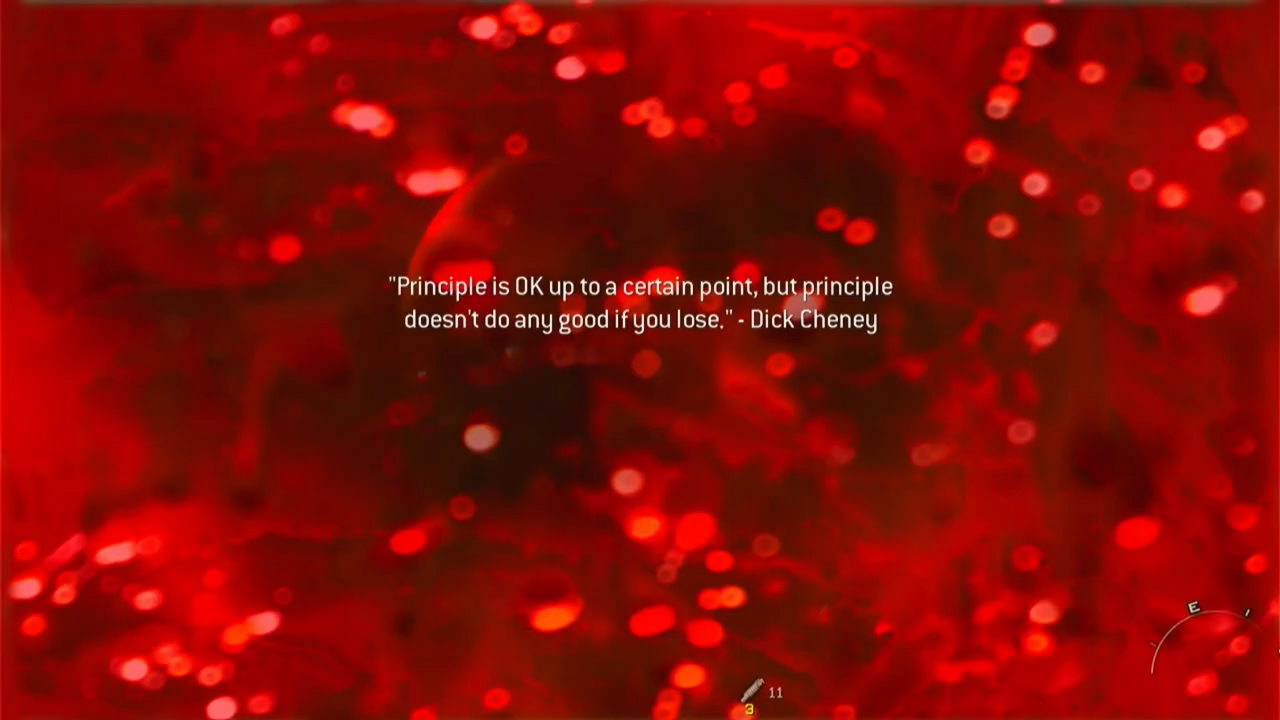 "Principle is OK up to a certain point, but principle
doesn't do any good if you lose." - Dick Cheney
E
11
3